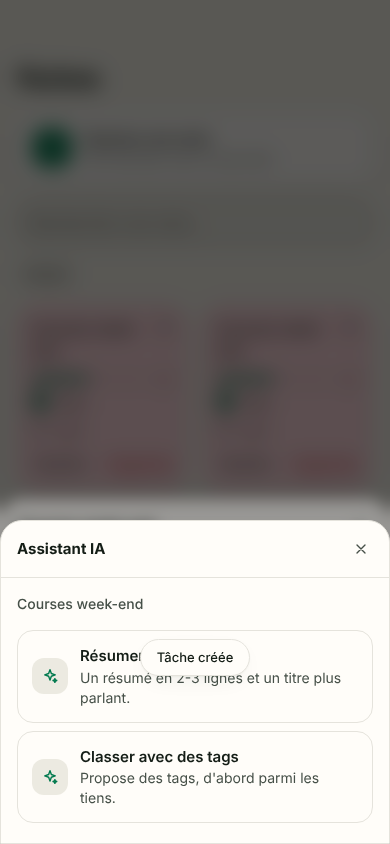 Assistant IA
Courses week-end
Résumer
Tâche créée
Un résumé en 2-3 lignes et un titre plus
parlant.
Classer avec des tags
Propose des tags, d'abord parmi les
tiens.